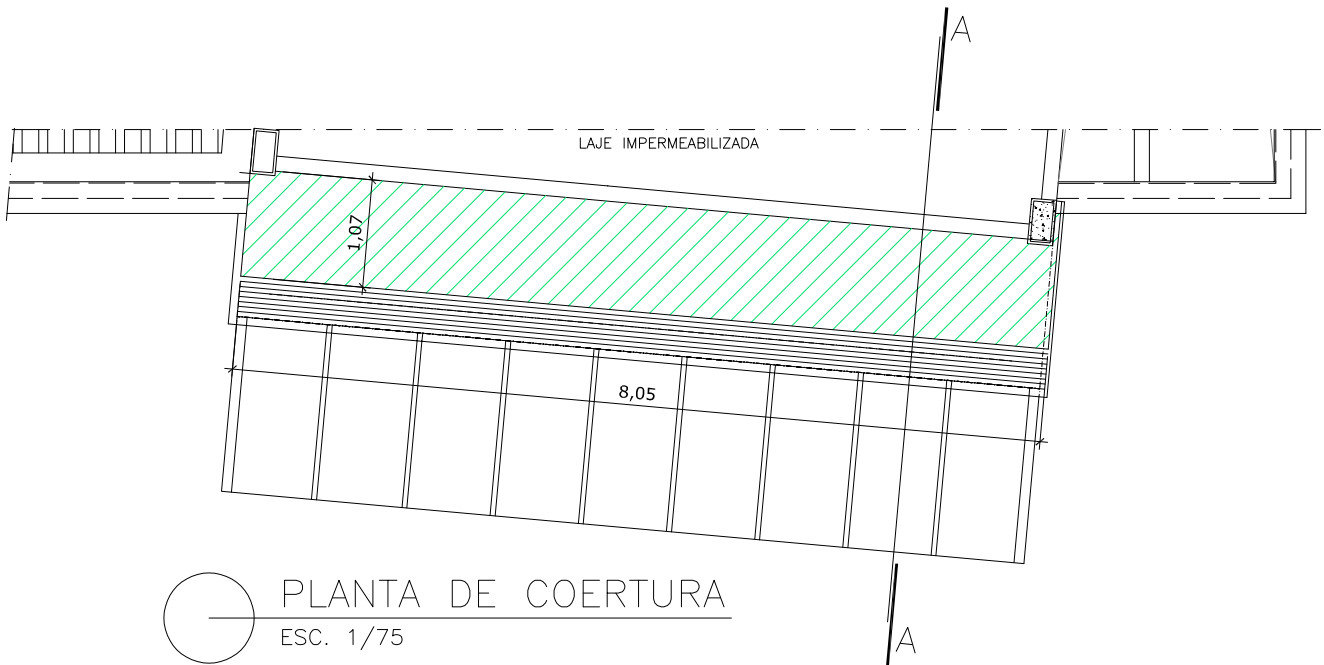 A
LAJE IMPERMEABILIZADA
1,07
8,05
PLANTA DE COERTURA
ESC. 1/75
A